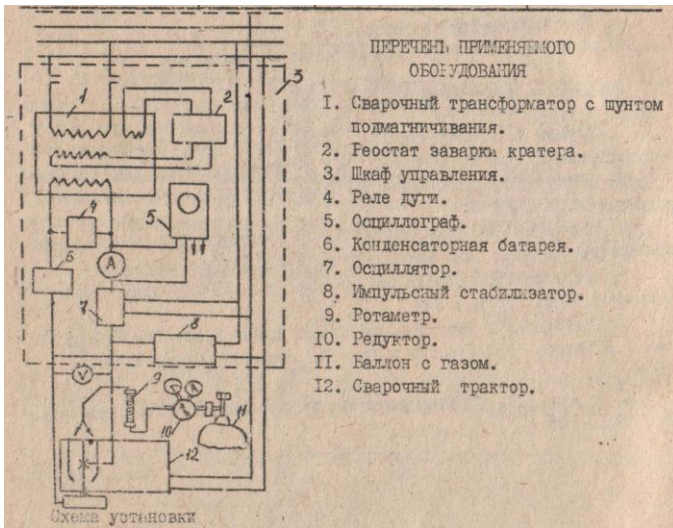 ПЕРЕЧЕНЬ ПРИМЕНЯЕМОГО
ОБОРУДОВАНИЯ
I. Сварочный трансформатор с шунтом
подмагничивания.
2. Реостат заварки кратера.
3. Шкаф управления.
4. Реле дуги.
5. Осциллограф.
6. Конденсаторная батарея.
7. Осциллятор.
8. Импульсный стабилизатор.
9. Ротаметр.
IO. Редуктор.
II. Баллон с газом.
I2. Сварочный трактор.
1
2
3
4
5
A
6
7
8
V
9
10
11
12
Схема установки